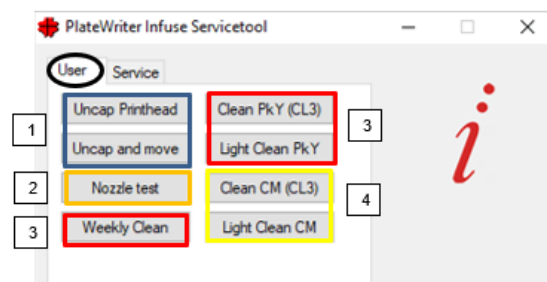 PlateWriter Infuse Servicetool
User Service
Uncap Printhead Clean PkY (CL3)
1 3
Uncap and move Light Clean PkY
2 Nozzle test Clean CM (CL3)
4
3 Weekly Clean Light Clean CM
i